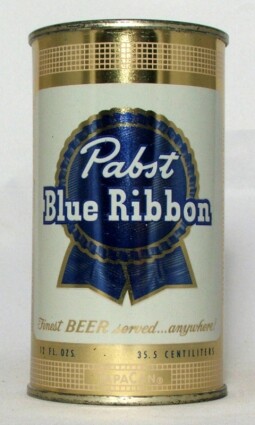 Pabst
Blue Ribbon
Finest BEER served...anywhere!
12 FL. OZS. 35.5 CENTILITERS